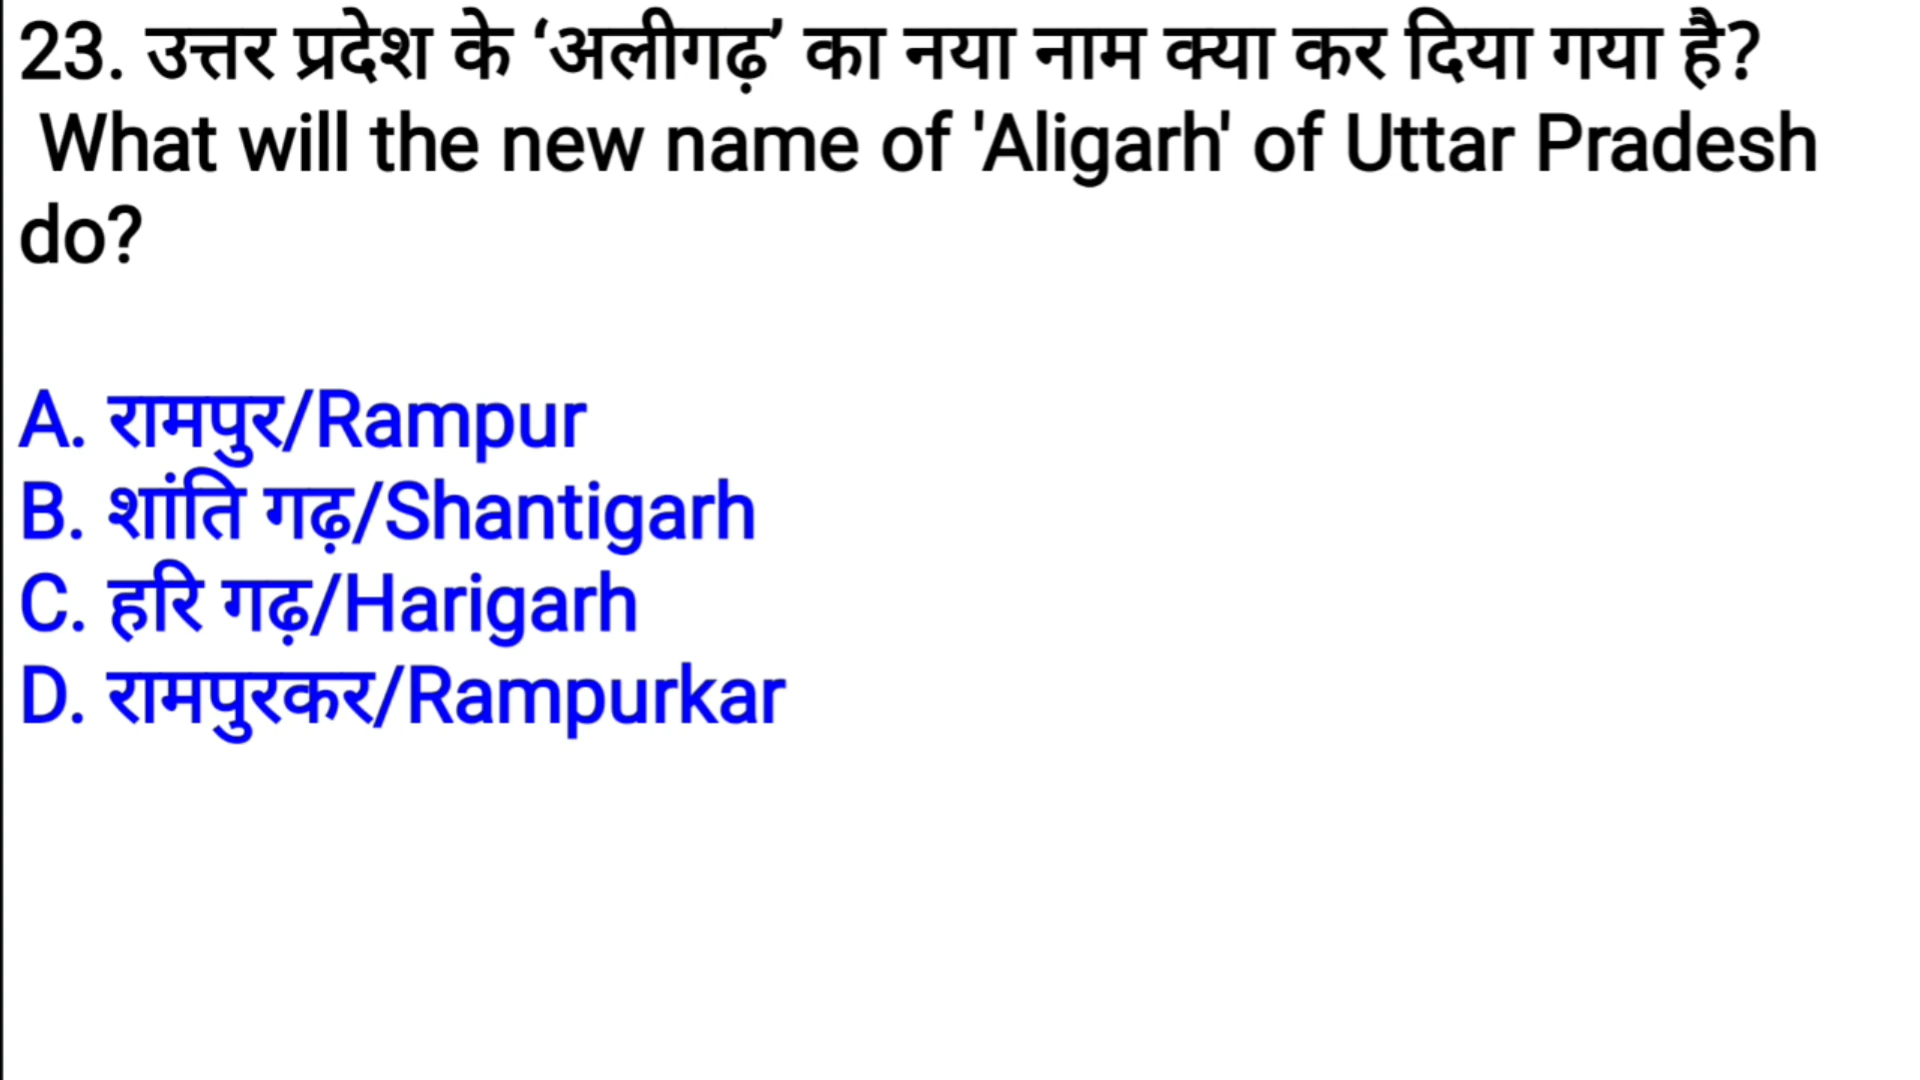 23. उत्तर प्रदेश के ‘अलीगढ़’ का नया नाम क्या कर दिया गया है?
What will the new name of 'Aligarh' of Uttar Pradesh
do?
A. रामपुर/Rampur
B. शांति गढ़/Shantigarh
C. हरि गढ़/Harigarh
D. रामपुरकर/Rampurkar